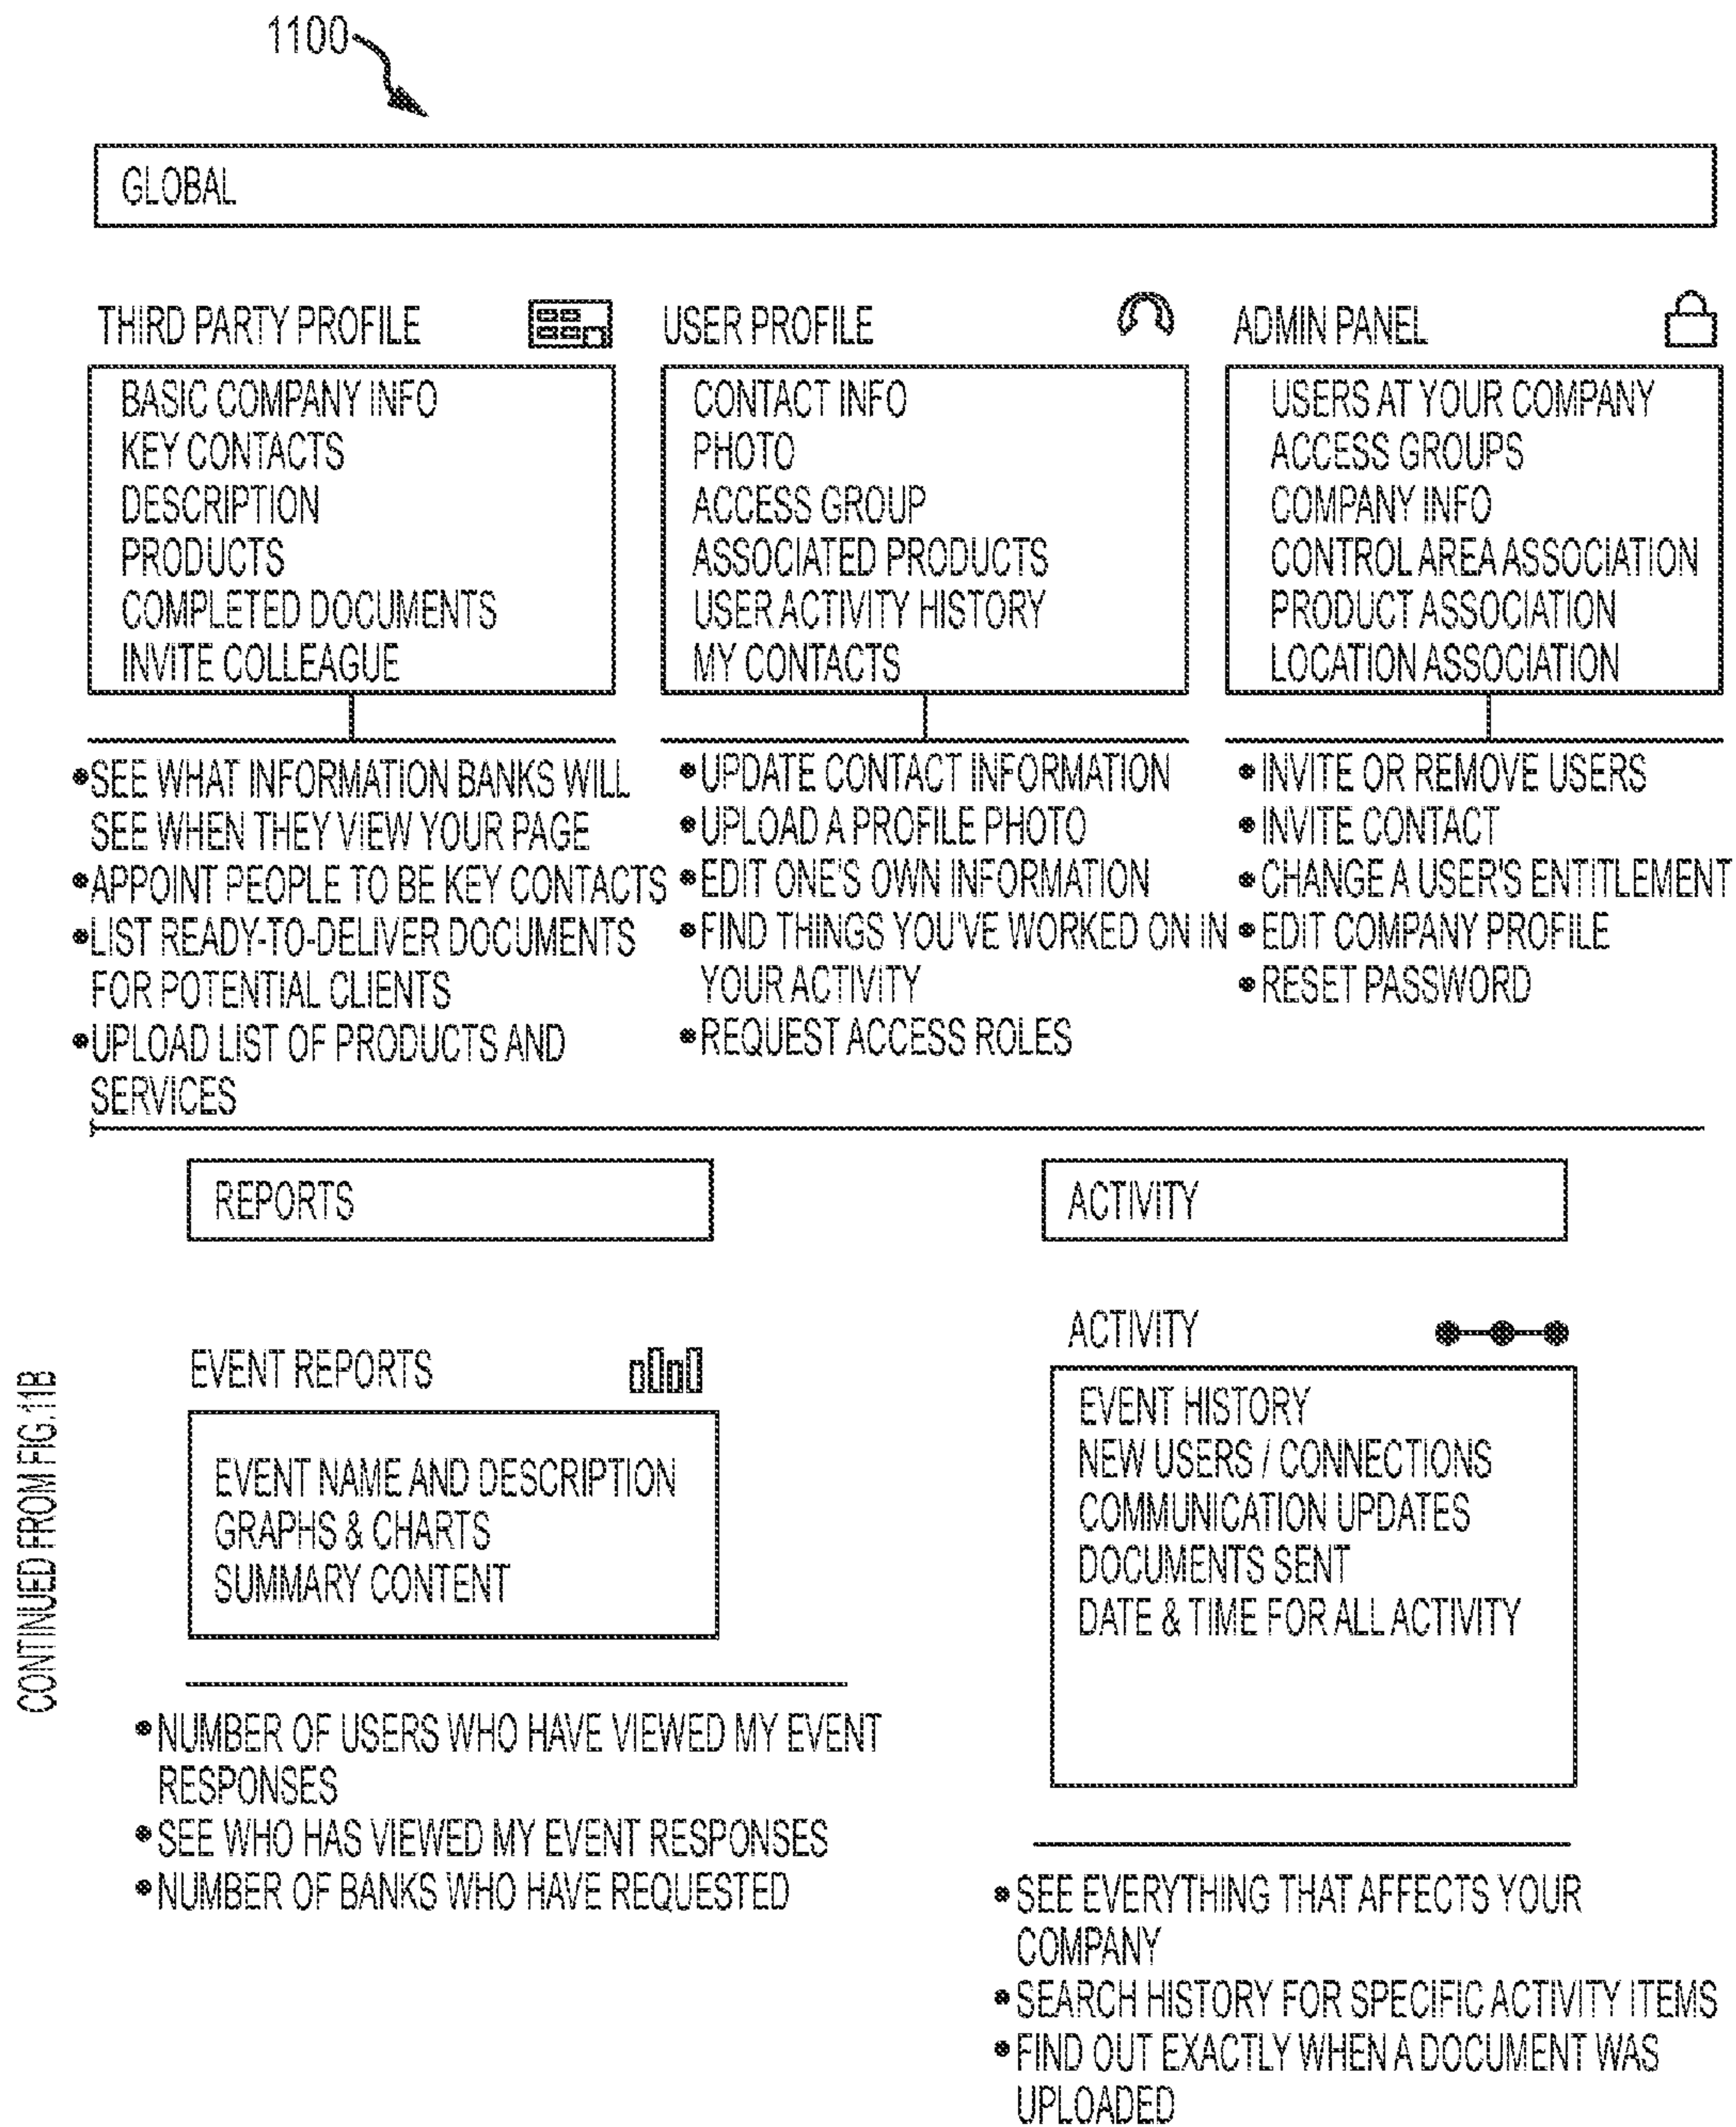 1100
GLOBAL
THIRD PARTY PROFILE
BASIC COMPANY INFO
KEY CONTACTS
DESCRIPTION
PRODUCTS
COMPLETED DOCUMENTS
INVITE COLLEAGUE
•SEE WHAT INFORMATION BANKS WILL
SEE WHEN THEY VIEW YOUR PAGE
•APPOINT PEOPLE TO BE KEY CONTACTS
•LIST READY-TO-DELIVER DOCUMENTS
FOR POTENTIAL CLIENTS
•UPLOAD LIST OF PRODUCTS AND
SERVICES
USER PROFILE
CONTACT INFO
PHOTO
ACCESS GROUP
ASSOCIATED PRODUCTS
USER ACTIVITY HISTORY
MY CONTACTS
•UPDATE CONTACT INFORMATION
•UPLOAD A PROFILE PHOTO
•EDIT ONE'S OWN INFORMATION
•FIND THINGS YOU'VE WORKED ON IN
YOUR ACTIVITY
•REQUEST ACCESS ROLES
ADMIN PANEL
USERS AT YOUR COMPANY
ACCESS GROUPS
COMPANY INFO
CONTROL AREA ASSOCIATION
PRODUCT ASSOCIATION
LOCATION ASSOCIATION
•INVITE OR REMOVE USERS
•INVITE CONTACT
•CHANGE A USER'S ENTITLEMENT
•EDIT COMPANY PROFILE
•RESET PASSWORD
CONTINUED FROM FIG.11B
REPORTS
EVENT REPORTS
EVENT NAME AND DESCRIPTION
GRAPHS & CHARTS
SUMMARY CONTENT
•NUMBER OF USERS WHO HAVE VIEWED MY EVENT
RESPONSES
•SEE WHO HAS VIEWED MY EVENT RESPONSES
•NUMBER OF BANKS WHO HAVE REQUESTED
ACTIVITY
ACTIVITY
EVENT HISTORY
NEW USERS / CONNECTIONS
COMMUNICATION UPDATES
DOCUMENTS SENT
DATE & TIME FOR ALL ACTIVITY
•SEE EVERYTHING THAT AFFECTS YOUR
COMPANY
•SEARCH HISTORY FOR SPECIFIC ACTIVITY ITEMS
•FIND OUT EXACTLY WHEN A DOCUMENT WAS
UPLOADED